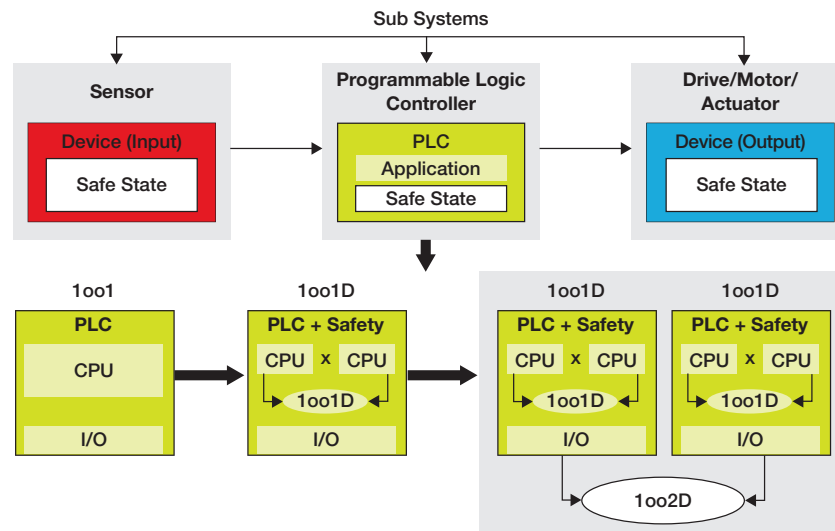 Sub Systems
Sensor
Device (Input)
Safe State
Programmable Logic
Controller
PLC
Application
Safe State
Drive/Motor/
Actuator
Device (Output)
Safe State
1oo1
PLC
CPU
I/O
1oo1D
PLC + Safety
CPU x CPU
1oo1D
I/O
1oo1D
PLC + Safety
CPU x CPU
1oo1D
I/O
1oo1D
PLC + Safety
CPU x CPU
1oo1D
I/O
1oo2D